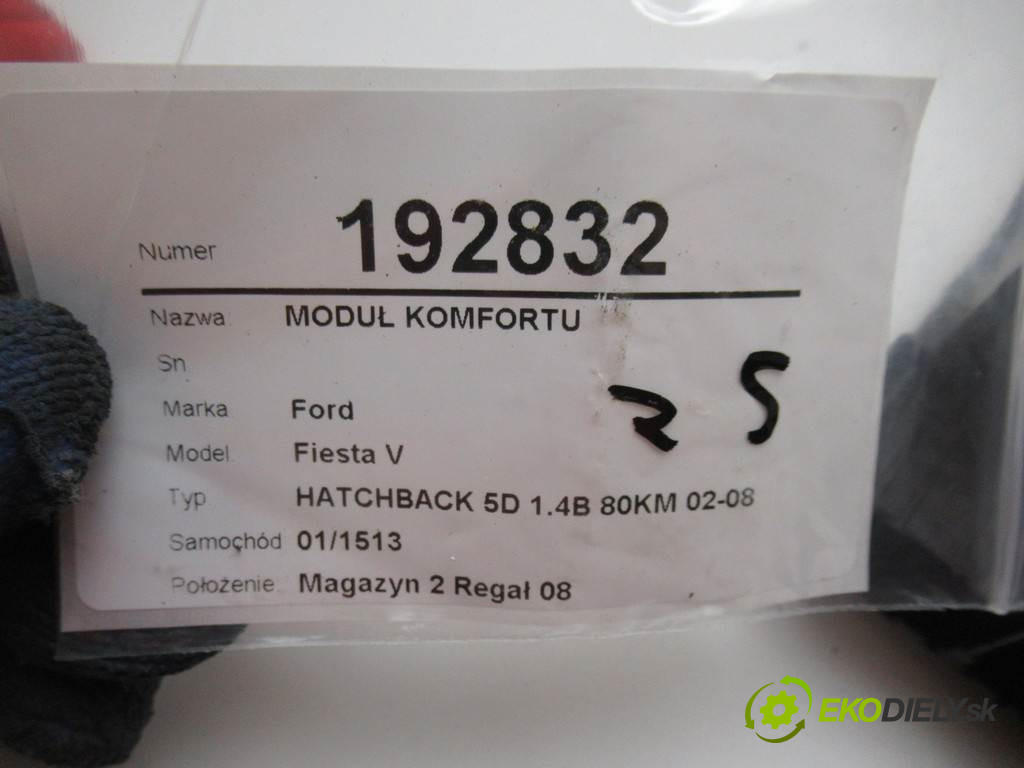 Numer 192832
Nazwa: MODUŁ KOMFORTU
Sn
Marka Ford
Model: Fiesta V
Typ HATCHBACK 5D 1.4B 80KM 02-08
Samochód 01/1513
Położenie: Magazyn 2 Regał 08
EKODIELY.sk